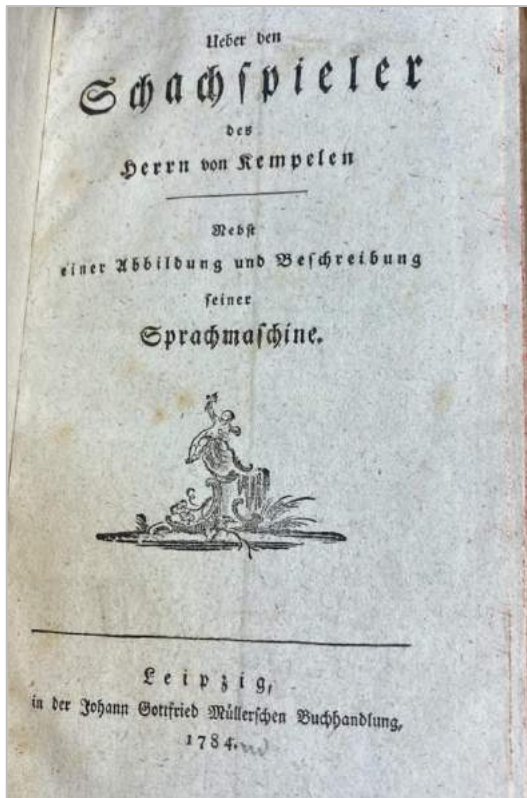 Ueber den
Schachſpieler
des
Herrn von Kempelen
Nebſt
einer Abbildung und Beſchreibung
ſeiner
Sprachmaſchine.
Leipzig,
in der Johann Gottfried Müllerſchen Buchhandlung,
1784.